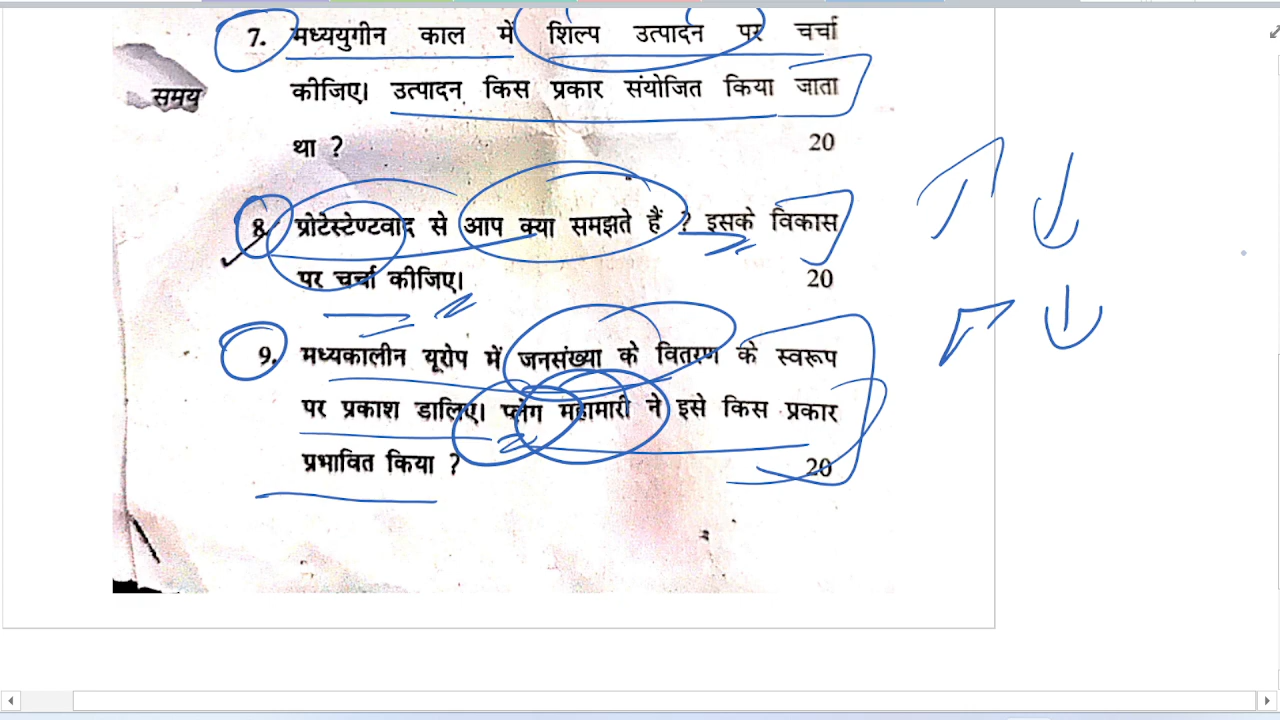 7. मध्ययुगीन काल में शिल्प उत्पादन पर चर्चा
समय
कीजिए। उत्पादन किस प्रकार संयोजित किया जाता
था ? 20
8. प्रोटेस्टेण्टवाद से आप क्या समझते हैं ? इसके विकास
पर चर्चा कीजिए। 20
9. मध्यकालीन यूरोप में जनसंख्या के वितरण के स्वरूप
पर प्रकाश डालिए। प्लेग महामारी ने इसे किस प्रकार
प्रभावित किया ? 20